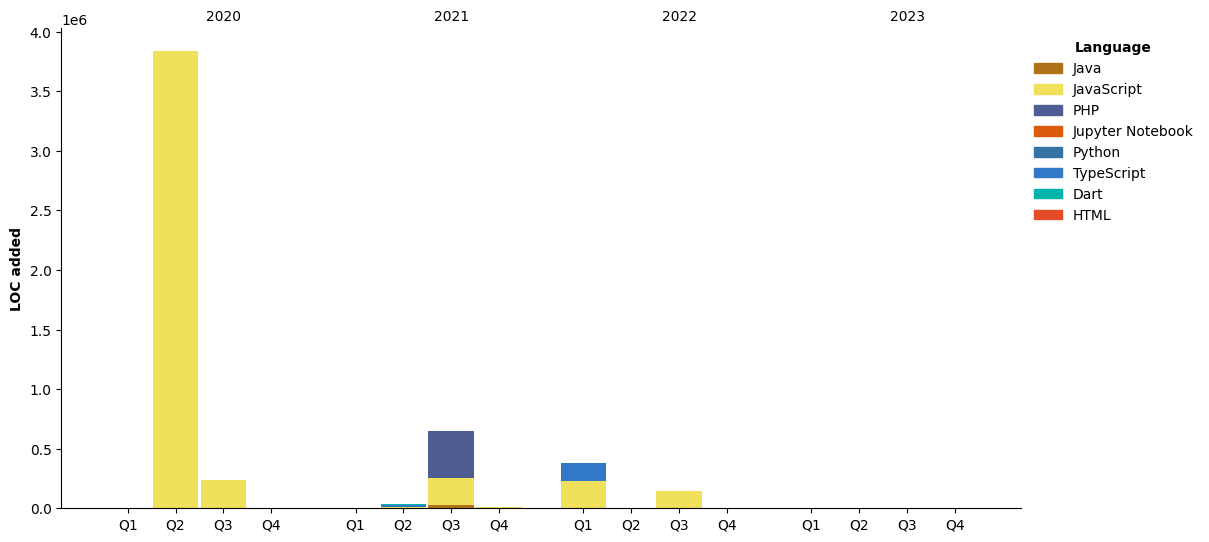 2020 2021 2022 2023
1e6
4.0
3.5
3.0
2.5
2.0
1.5
1.0
0.5
0.0
LOC added
Q1 Q2 Q3 Q4 Q1 Q2 Q3 Q4 Q1 Q2 Q3 Q4 Q1 Q2 Q3 Q4
Language
Java
JavaScript
PHP
Jupyter Notebook
Python
TypeScript
Dart
HTML